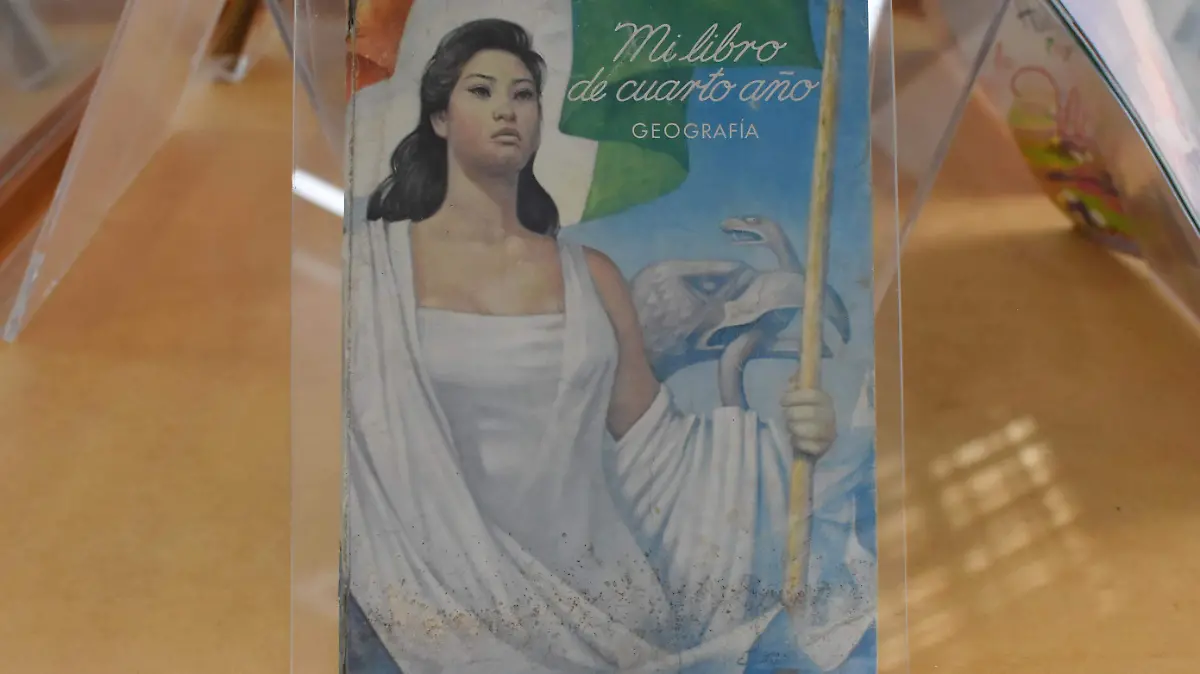 Mi libro
de cuarto año
GEOGRAFÍA